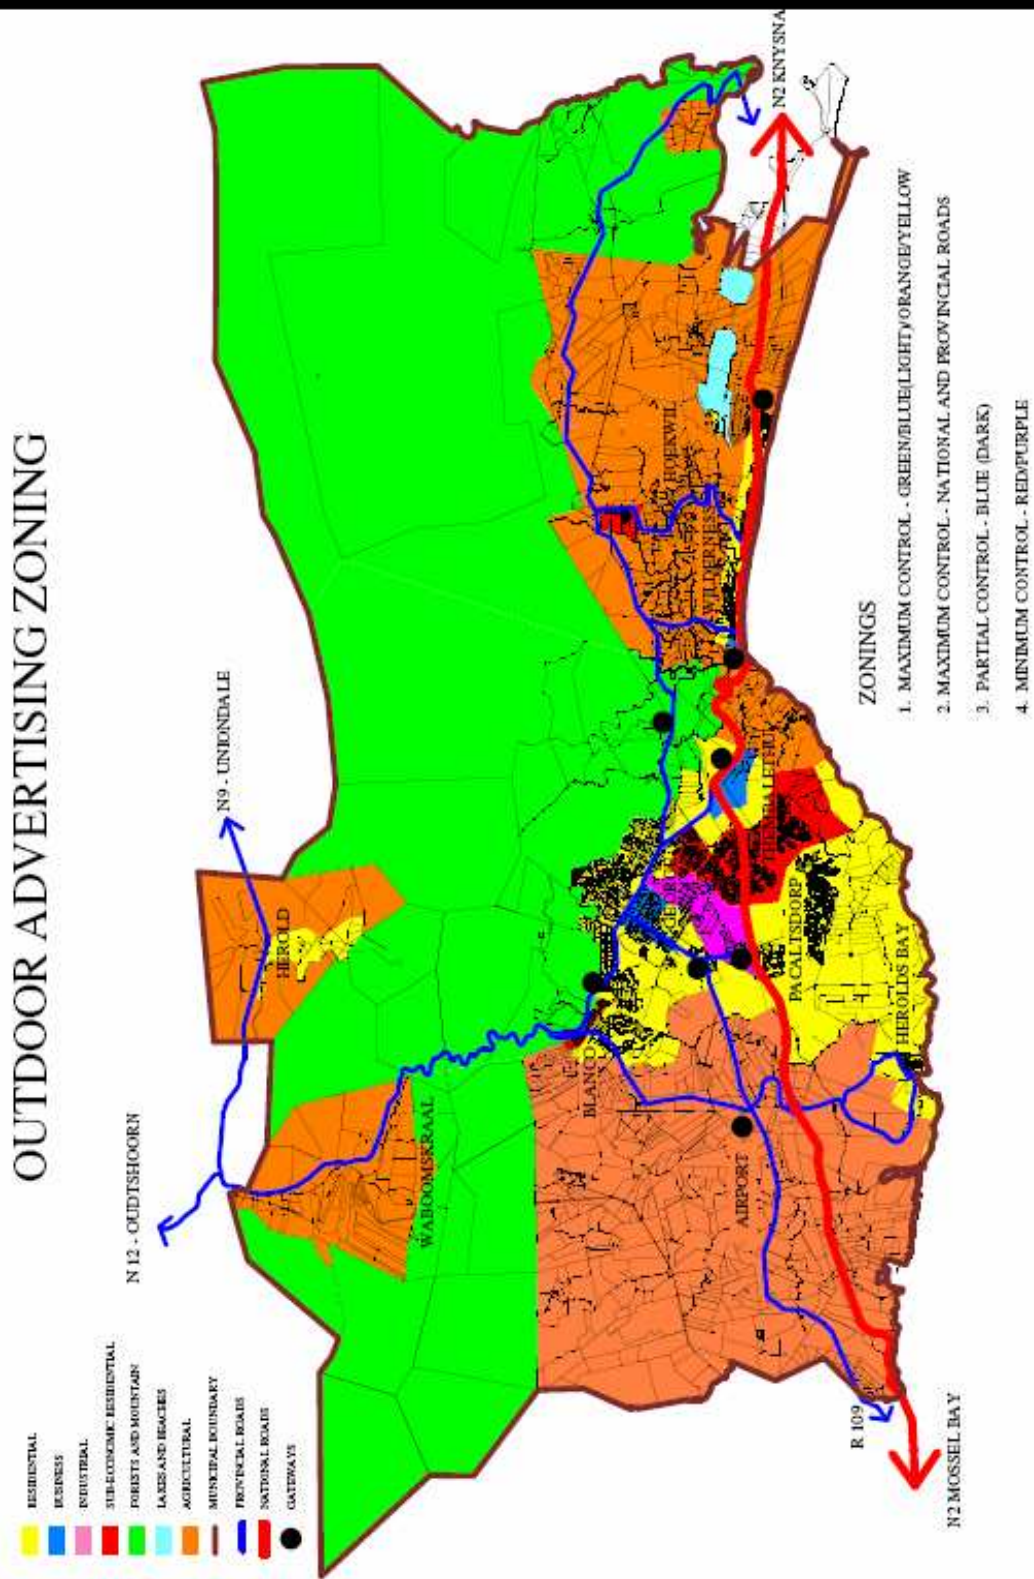 OUTDOOR ADVERTISING ZONING
RESIDENTIAL
BUSINESS
INDUSTRIAL
SUB-ECONOMIC RESIDENTIAL
FORESTS AND MOUNTAIN
LAKES AND BEACHES
AGRICULTURAL
MUNICIPAL BOUNDARY
PROVINCIAL ROADS
NATIONAL ROADS
GATEWAYS
N 12 - OUDTSHOORN
N9 - UNIONDALE
HEROLD
WABOOMSKRAAL
BLANCO
AIRPORT
PACALTSDORP
HEROLDS BAY
HOEKWIL
R 109
N2 MOSSEL BAY
N2 KNYSNA
ZONINGS
1. MAXIMUM CONTROL - GREEN/BLUE(LIGHT)/ORANGE/YELLOW
2. MAXIMUM CONTROL - NATIONAL AND PROVINCIAL ROADS
3. PARTIAL CONTROL - BLUE (DARK)
4. MINIMUM CONTROL - RED/PURPLE